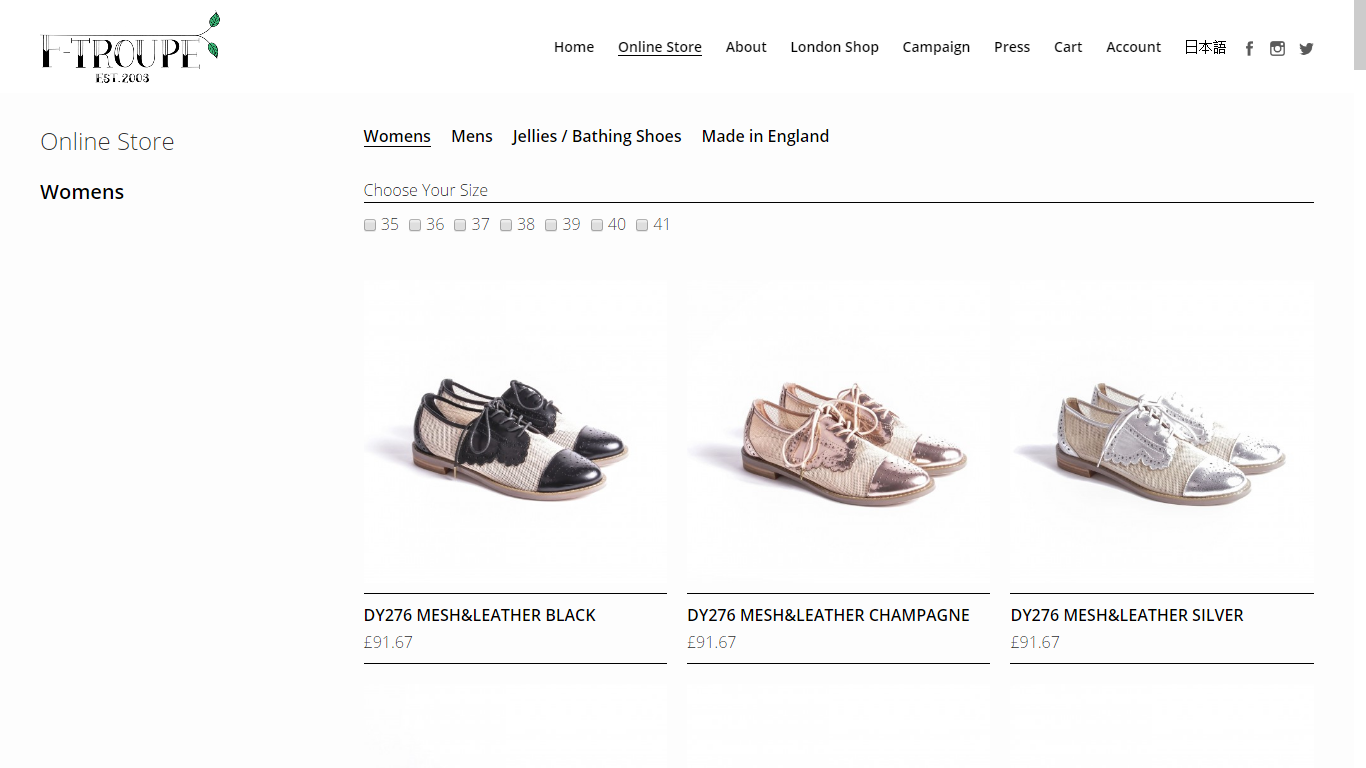 F-TROUPE
EST.2003
Home Online Store About London Shop Campaign Press Cart Account 日本語
Online Store
Womens
Womens Mens Jellies / Bathing Shoes Made in England
Choose Your Size
35 36 37 38 39 40 41
DY276 MESH&LEATHER BLACK
£91.67
DY276 MESH&LEATHER CHAMPAGNE
£91.67
DY276 MESH&LEATHER SILVER
£91.67